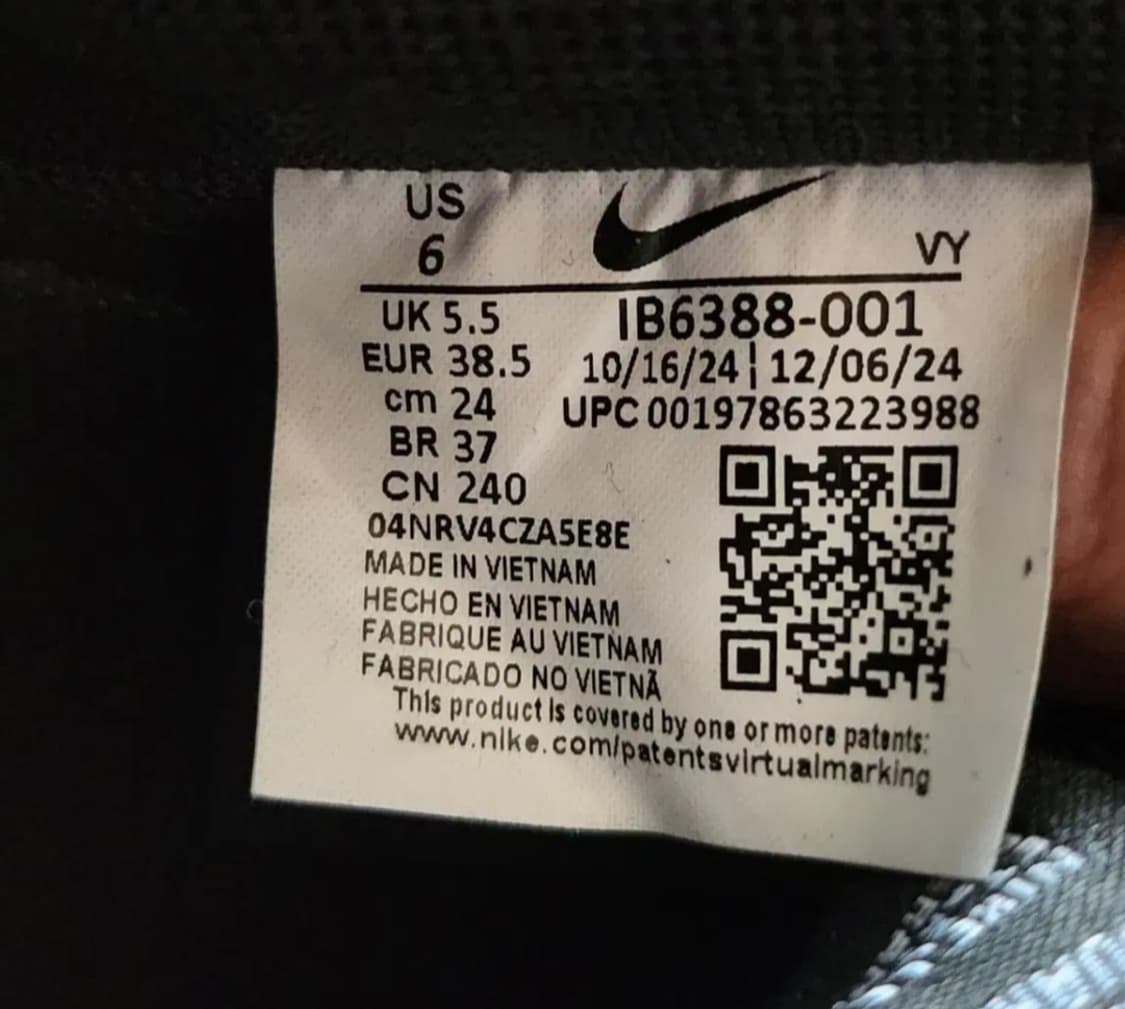 US
6
VY
UK 5.5
IB6388-001
EUR 38.5
10/16/24 | 12/06/24
cm 24
UPC 00197863223988
BR 37
CN 240
04NRV4CZA5E8E
MADE IN VIETNAM
HECHO EN VIETNAM
FABRIQUE AU VIETNAM
FABRICADO NO VIETNÃ
This product is covered by one or more patents:
www.nike.com/patentsvirtualmarking